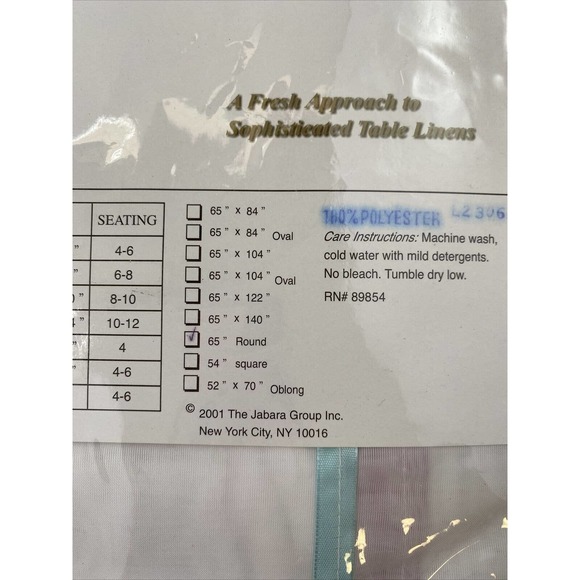 A Fresh Approach to
Sophisticated Table Linens
SEATING
4-6
6-8
8-10
10-12
4
4-6
4-6
65" x 84"
65" x 84" Oval
65" x 104"
65" x 104" Oval
65" x 122"
65" x 140"
65" Round
54" square
52" x 70" Oblong
© 2001 The Jabara Group Inc.
New York City, NY 10016
100% POLYESTER L2306
Care Instructions: Machine wash,
cold water with mild detergents.
No bleach. Tumble dry low.
RN# 89854